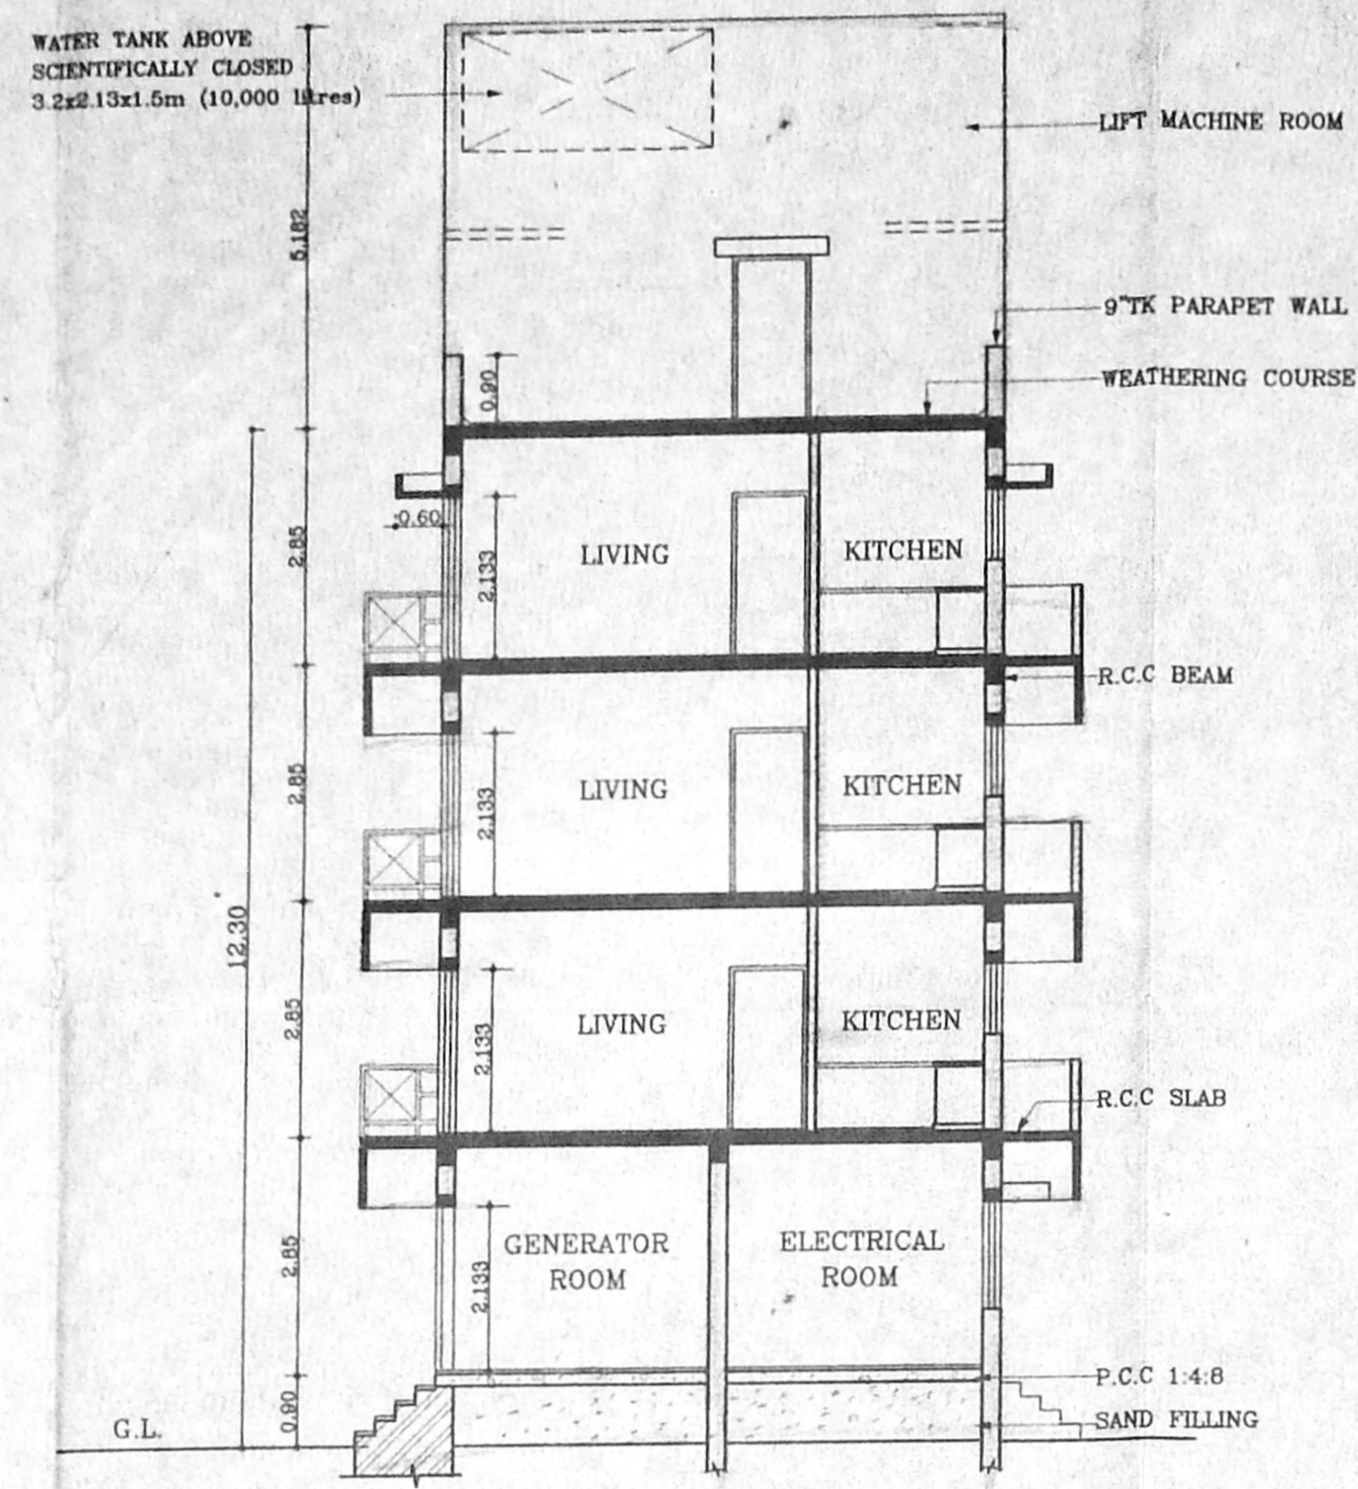 WATER TANK ABOVE
SCIENTIFICALLY CLOSED
3.2x2.13x1.5m (10,000 litres)
LIFT MACHINE ROOM
5.182
9"TK PARAPET WALL
0.90
WEATHERING COURSE
0.60
2.85
2.133
LIVING
KITCHEN
R.C.C BEAM
2.85
2.133
LIVING
KITCHEN
12.30
2.85
2.133
LIVING
KITCHEN
R.C.C SLAB
2.85
2.133
GENERATOR
ROOM
ELECTRICAL
ROOM
P.C.C 1:4:8
0.90
SAND FILLING
G.L.